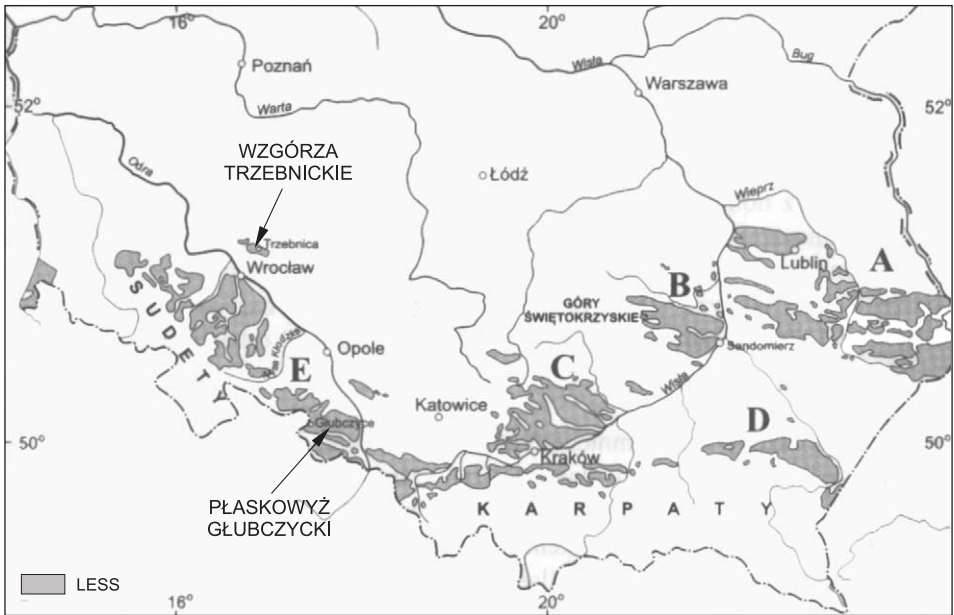 16°
20°
Poznań
Wisła
Bug
Warszawa
52°
52°
Warta
WZGÓRZA
TRZEBNICKIE
Łódź
Odra
Wieprz
Trzebnica
Wrocław
Lublin
A
B
GÓRY
ŚWIĘTOKRZYSKIE
SUDETY
Opole
Sandomierz
E
C
Wisła
Katowice
Głubczyce
D
50°
50°
Kraków
PŁASKOWYŻ
GŁUBCZYCKI
KARPATY
LESS
16°
20°